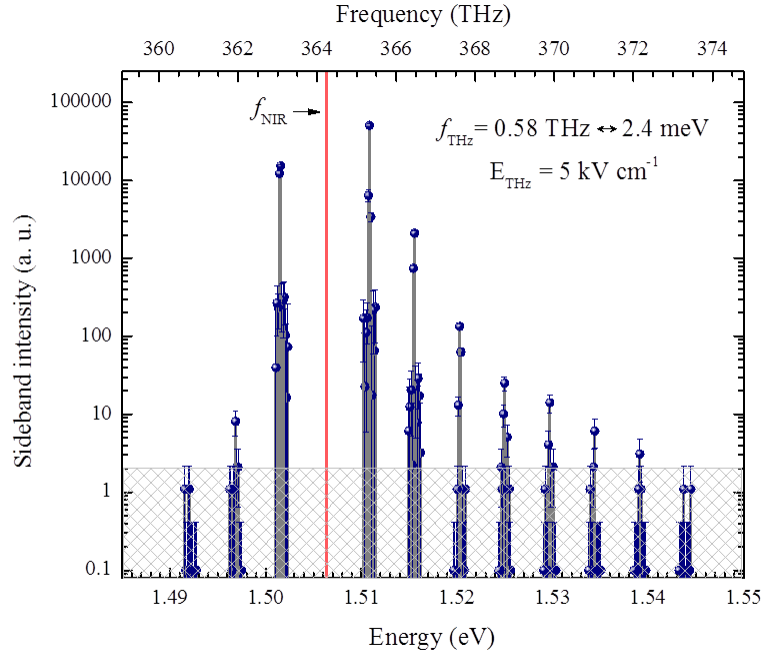 Frequency (THz)
360 362 364 366 368 370 372 374
100000
10000
1000
100
10
1
0.1
Sideband intensity (a. u.)
fNIR
fTHz = 0.58 THz ↔ 2.4 meV
ETHz = 5 kV cm-1
1.49 1.50 1.51 1.52 1.53 1.54 1.55
Energy (eV)